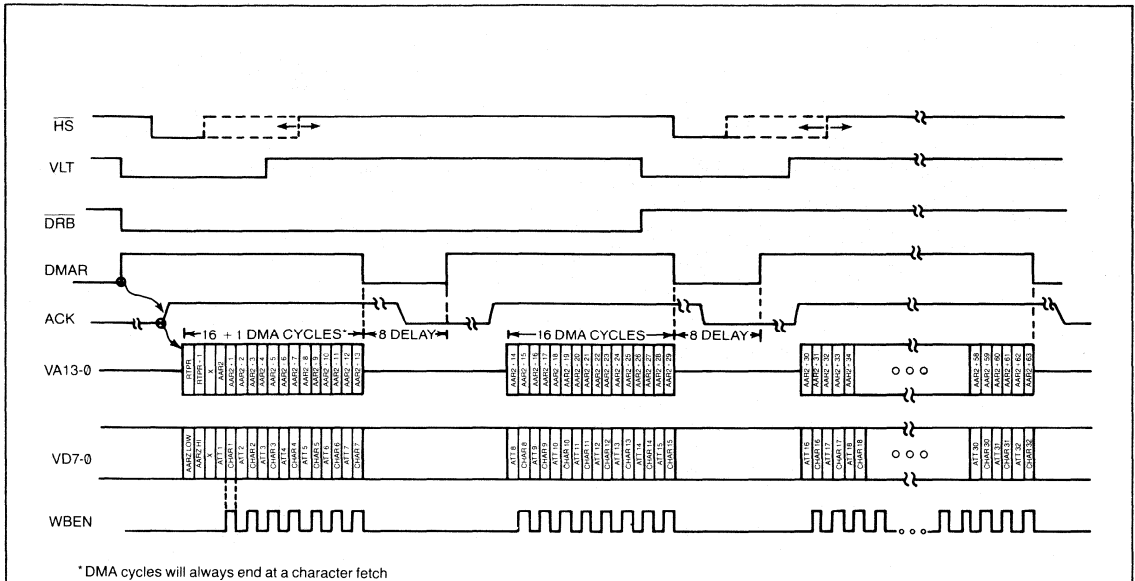 HS
VLT
DRB
DMAR
ACK
16 + 1 DMA CYCLES*
8 DELAY
16 DMA CYCLES
8 DELAY
VA13-0
RTPR
RTPR - 1
X
AAR2
AAR2 - 1
AAR2 - 2
AAR2 - 3
AAR2 - 4
AAR2 - 5
AAR2 - 6
AAR2 - 7
AAR2 - 8
AAR2 - 9
AAR2 - 10
AAR2 - 11
AAR2 - 12
AAR2 - 13
AAR2 - 14
AAR2 - 15
AAR2 - 16
AAR2 - 17
AAR2 - 18
AAR2 - 19
AAR2 - 20
AAR2 - 21
AAR2 - 22
AAR2 - 23
AAR2 - 24
AAR2 - 25
AAR2 - 26
AAR2 - 27
AAR2 - 28
AAR2 - 29
AAR2 - 30
AAR2 - 31
AAR2 - 32
AAR2 - 33
AAR2 - 34
AAR2 - 58
AAR2 - 59
AAR2 - 60
AAR2 - 61
AAR2 - 62
AAR2 - 63
VD7-0
AARZ LOW
AARZ HI
X
ATT 1
CHAR 1
ATT 2
CHAR 2
ATT 3
CHAR 3
ATT 4
CHAR 4
ATT 5
CHAR 5
ATT 6
CHAR 6
ATT 7
CHAR 7
ATT 8
CHAR 8
ATT 9
CHAR 9
ATT 10
CHAR 10
ATT 11
CHAR 11
ATT 12
CHAR 12
ATT 13
CHAR 13
ATT 14
CHAR 14
ATT 15
CHAR 15
ATT 16
CHAR 16
ATT 17
CHAR 17
ATT 18
CHAR 18
ATT 30
CHAR 30
ATT 31
CHAR 31
ATT 32
CHAR 32
WBEN
*DMA cycles will always end at a character fetch